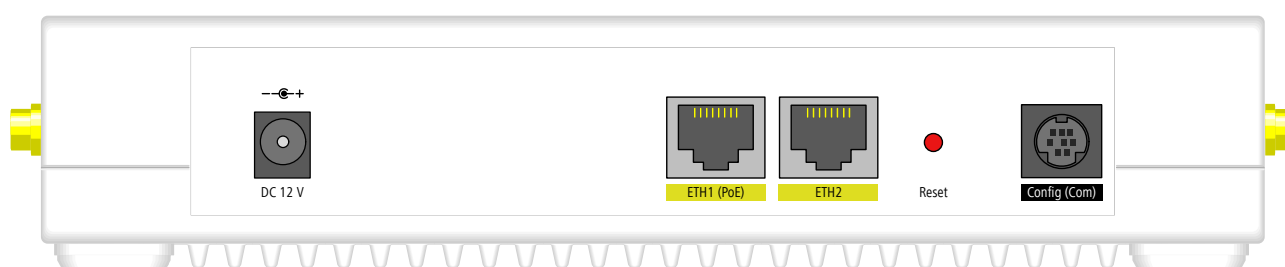 DC 12 V
ETH1 (PoE)
ETH2
Reset
Config (Com)